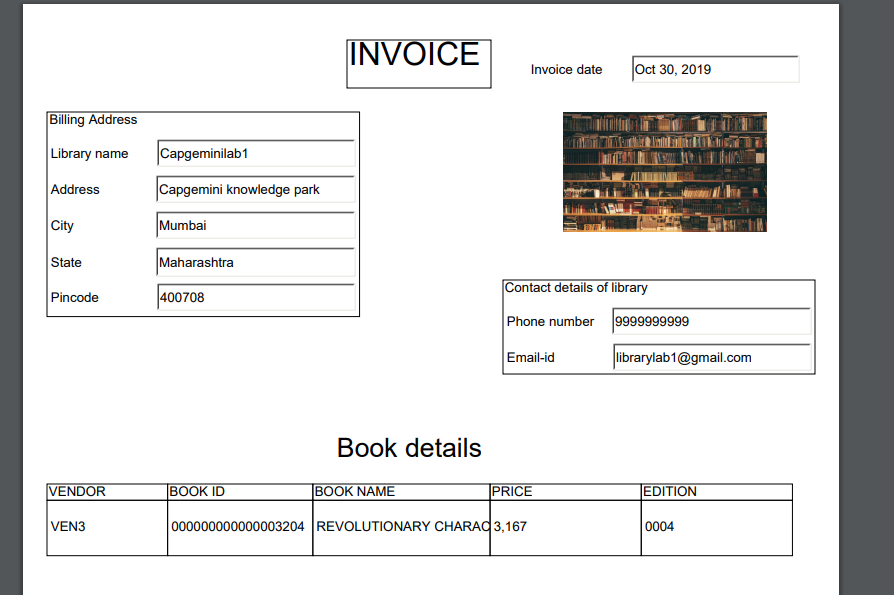 INVOICE
Invoice date Oct 30, 2019
Billing Address
Library name Capgeminilab1
Address Capgemini knowledge park
City Mumbai
State Maharashtra
Pincode 400708
Contact details of library
Phone number 9999999999
Email-id librarylab1@gmail.com
Book details
VENDOR BOOK ID BOOK NAME PRICE EDITION
VEN3 000000000000003204 REVOLUTIONARY CHARAC 3,167 0004